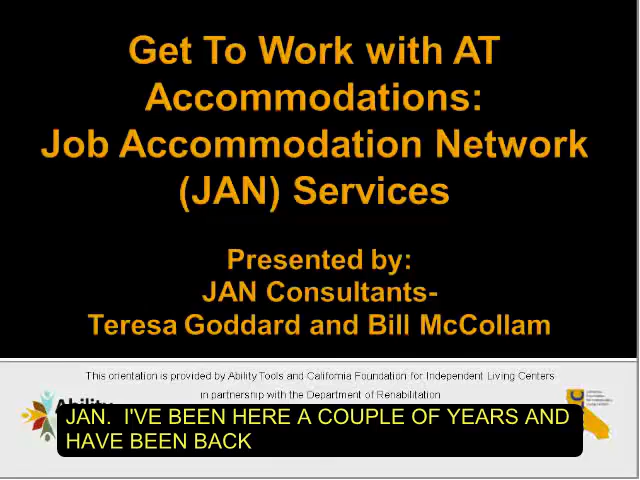 Get To Work with AT
Accommodations:
Job Accommodation Network
(JAN) Services
Presented by:
JAN Consultants-
Teresa Goddard and Bill McCollam
This orientation is provided by Ability Tools and California Foundation for Independent Living Centers
in partnership with the Department of Rehabilitation
Ability
JAN. I'VE BEEN HERE A COUPLE OF YEARS AND
HAVE BEEN BACK